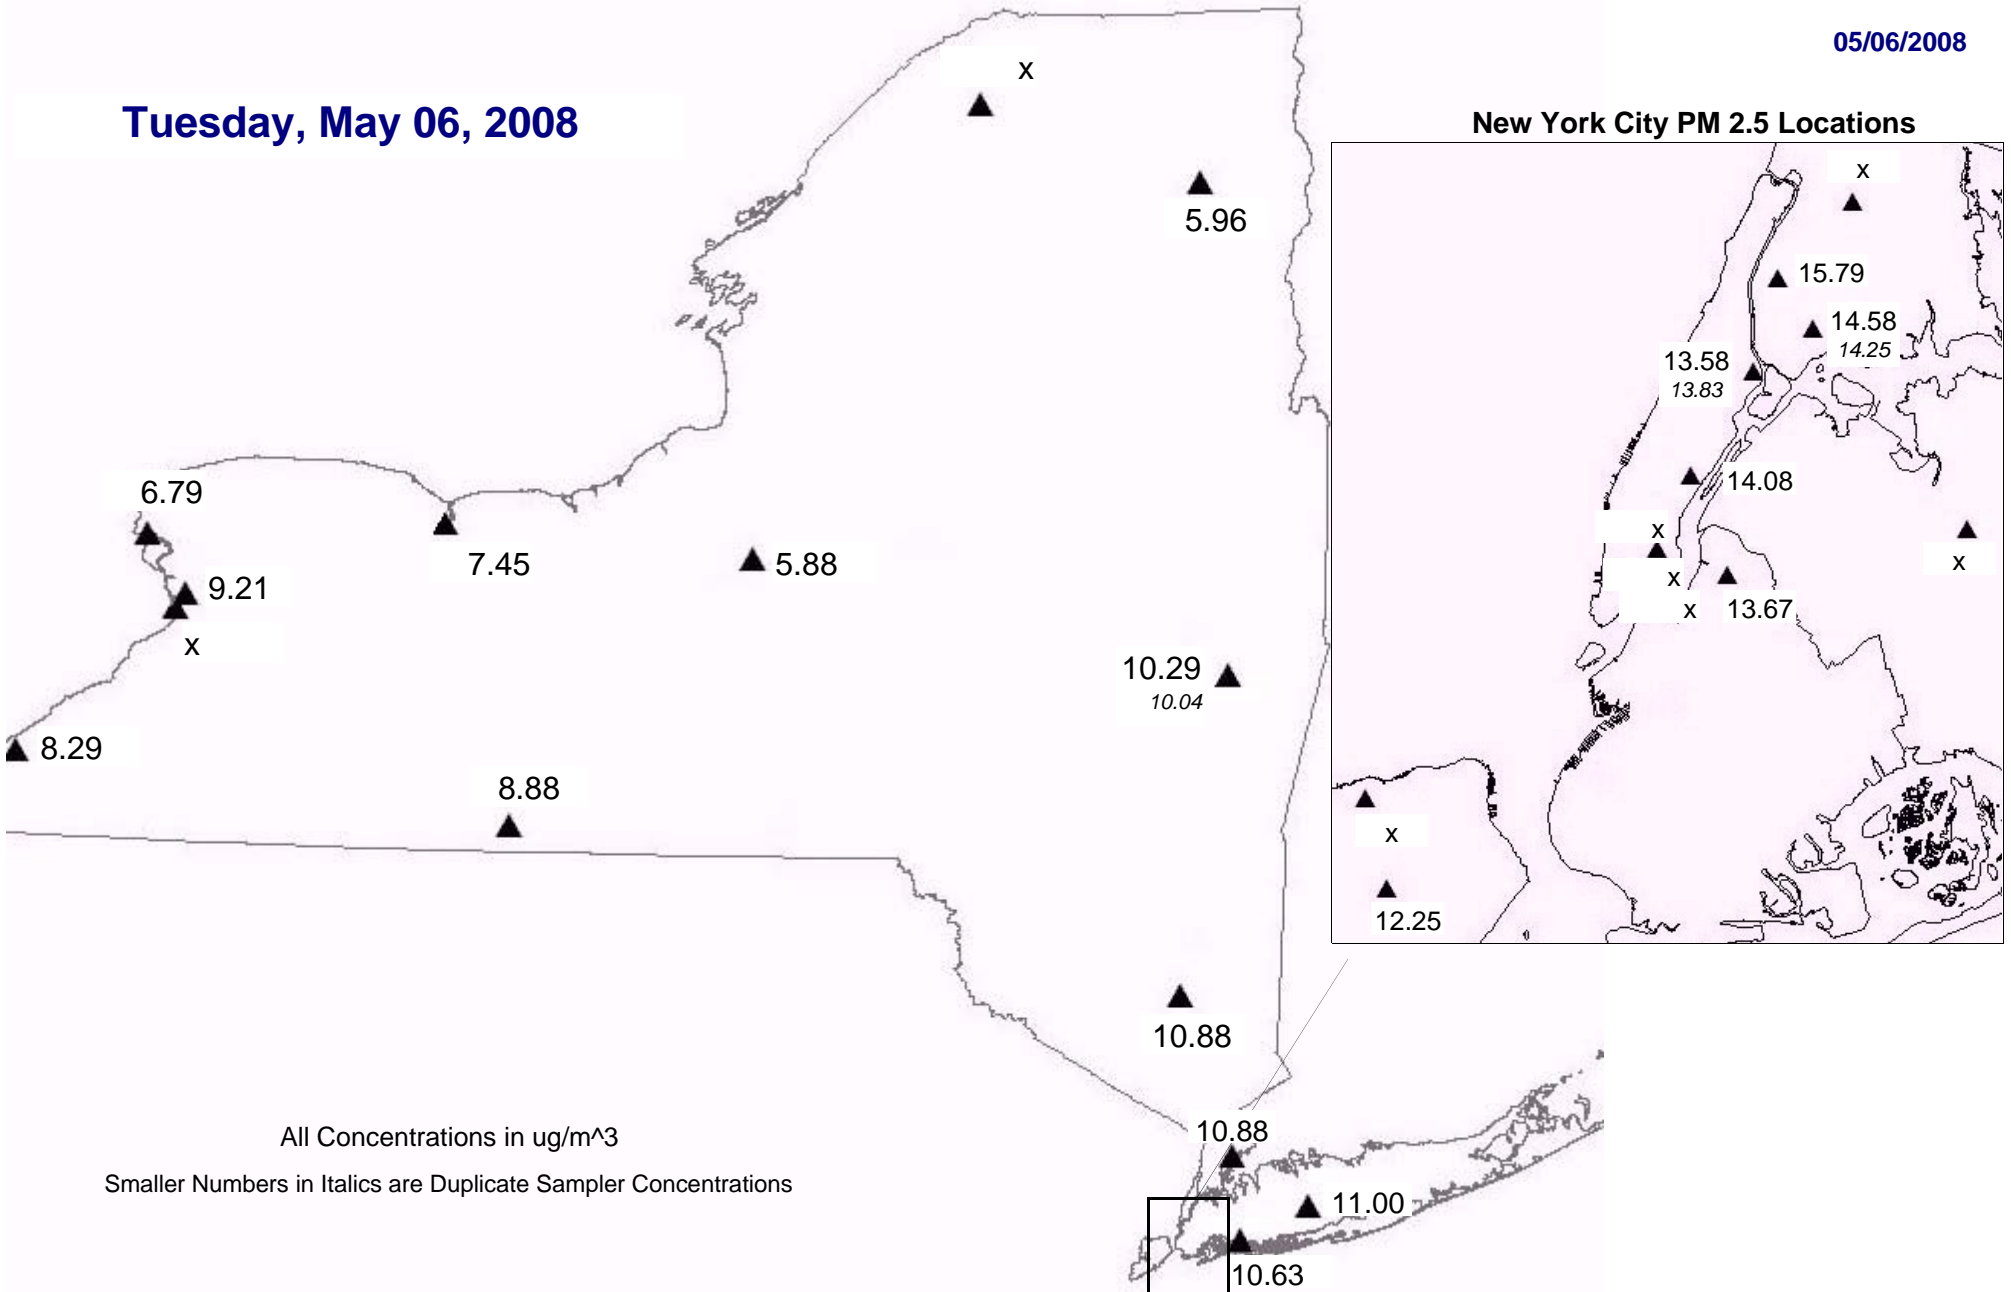 05/06/2008
Tuesday, May 06, 2008
x
5.96
6.79
9.21
x
7.45
5.88
8.29
8.88
10.29
10.04
10.88
10.88
11.00
10.63
New York City PM 2.5 Locations
x
15.79
14.58
14.25
13.58
13.83
14.08
x
x
x
13.67
x
x
12.25
All Concentrations in ug/m^3
Smaller Numbers in Italics are Duplicate Sampler Concentrations